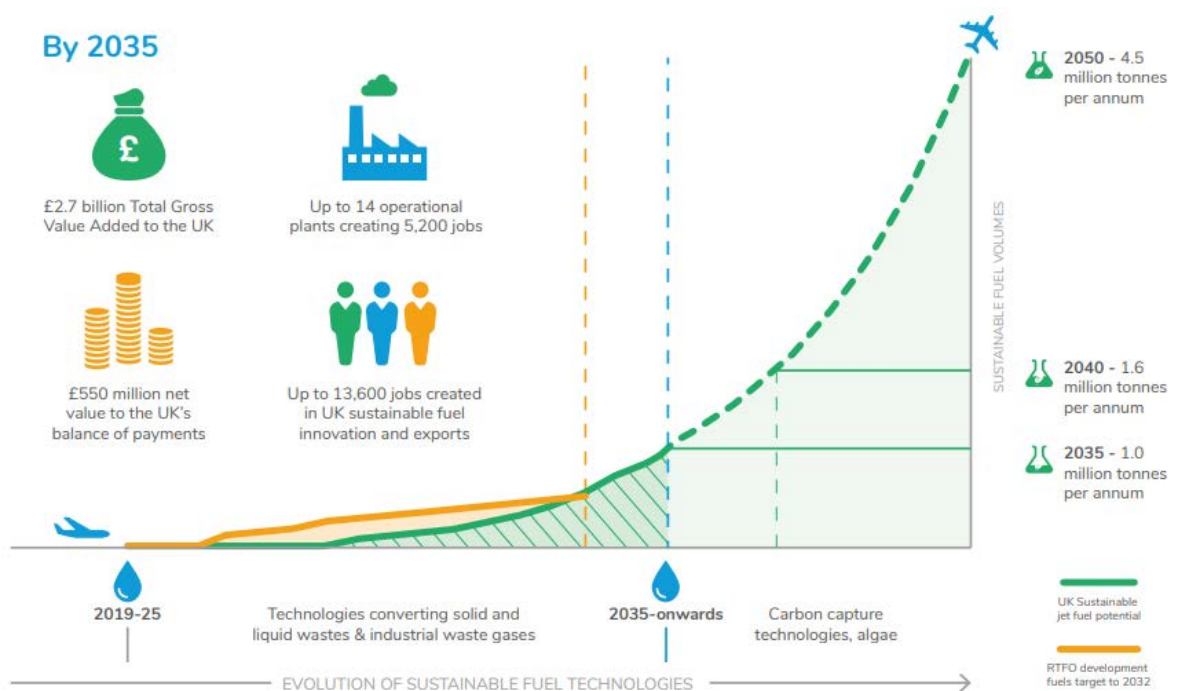 By 2035
£
£2.7 billion Total Gross
Value Added to the UK
Up to 14 operational
plants creating 5,200 jobs
£550 million net
value to the UK's
balance of payments
Up to 13,600 jobs created
in UK sustainable fuel
innovation and exports
SUSTAINABLE FUEL VOLUMES
2050 - 4.5
million tonnes
per annum
2040 - 1.6
million tonnes
per annum
2035 - 1.0
million tonnes
per annum
2019-25
Technologies converting solid and
liquid wastes & industrial waste gases
2035-onwards
Carbon capture
technologies, algae
UK Sustainable
jet fuel potential
RTFO development
fuels target to 2032
EVOLUTION OF SUSTAINABLE FUEL TECHNOLOGIES